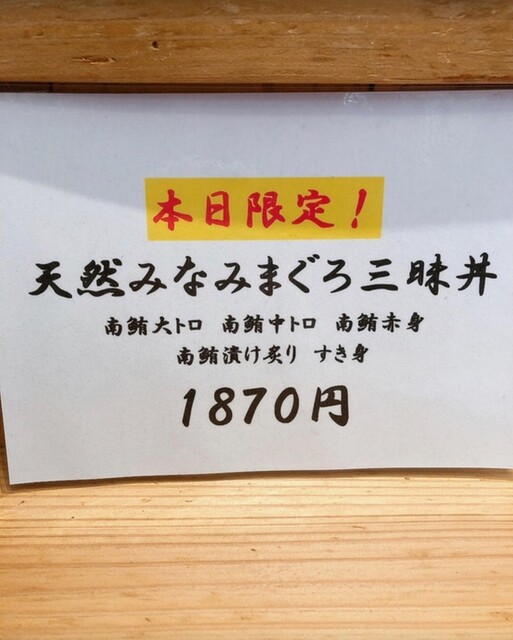 本日限定！
天然みなみまぐろ三昧丼
南鮪大トロ 南鮪中トロ 南鮪赤身
南鮪漬け炙り すき身
1870円